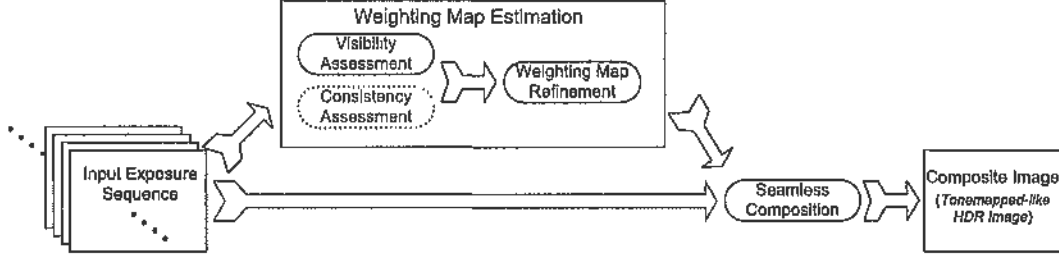 Weighting Map Estimation
Visibility
Assessment
Consistency
Assessment
Weighting Map
Refinement
Input Exposure
Sequence
Seamless
Composition
Composite Image
(Tonemapped-like
HDR Image)